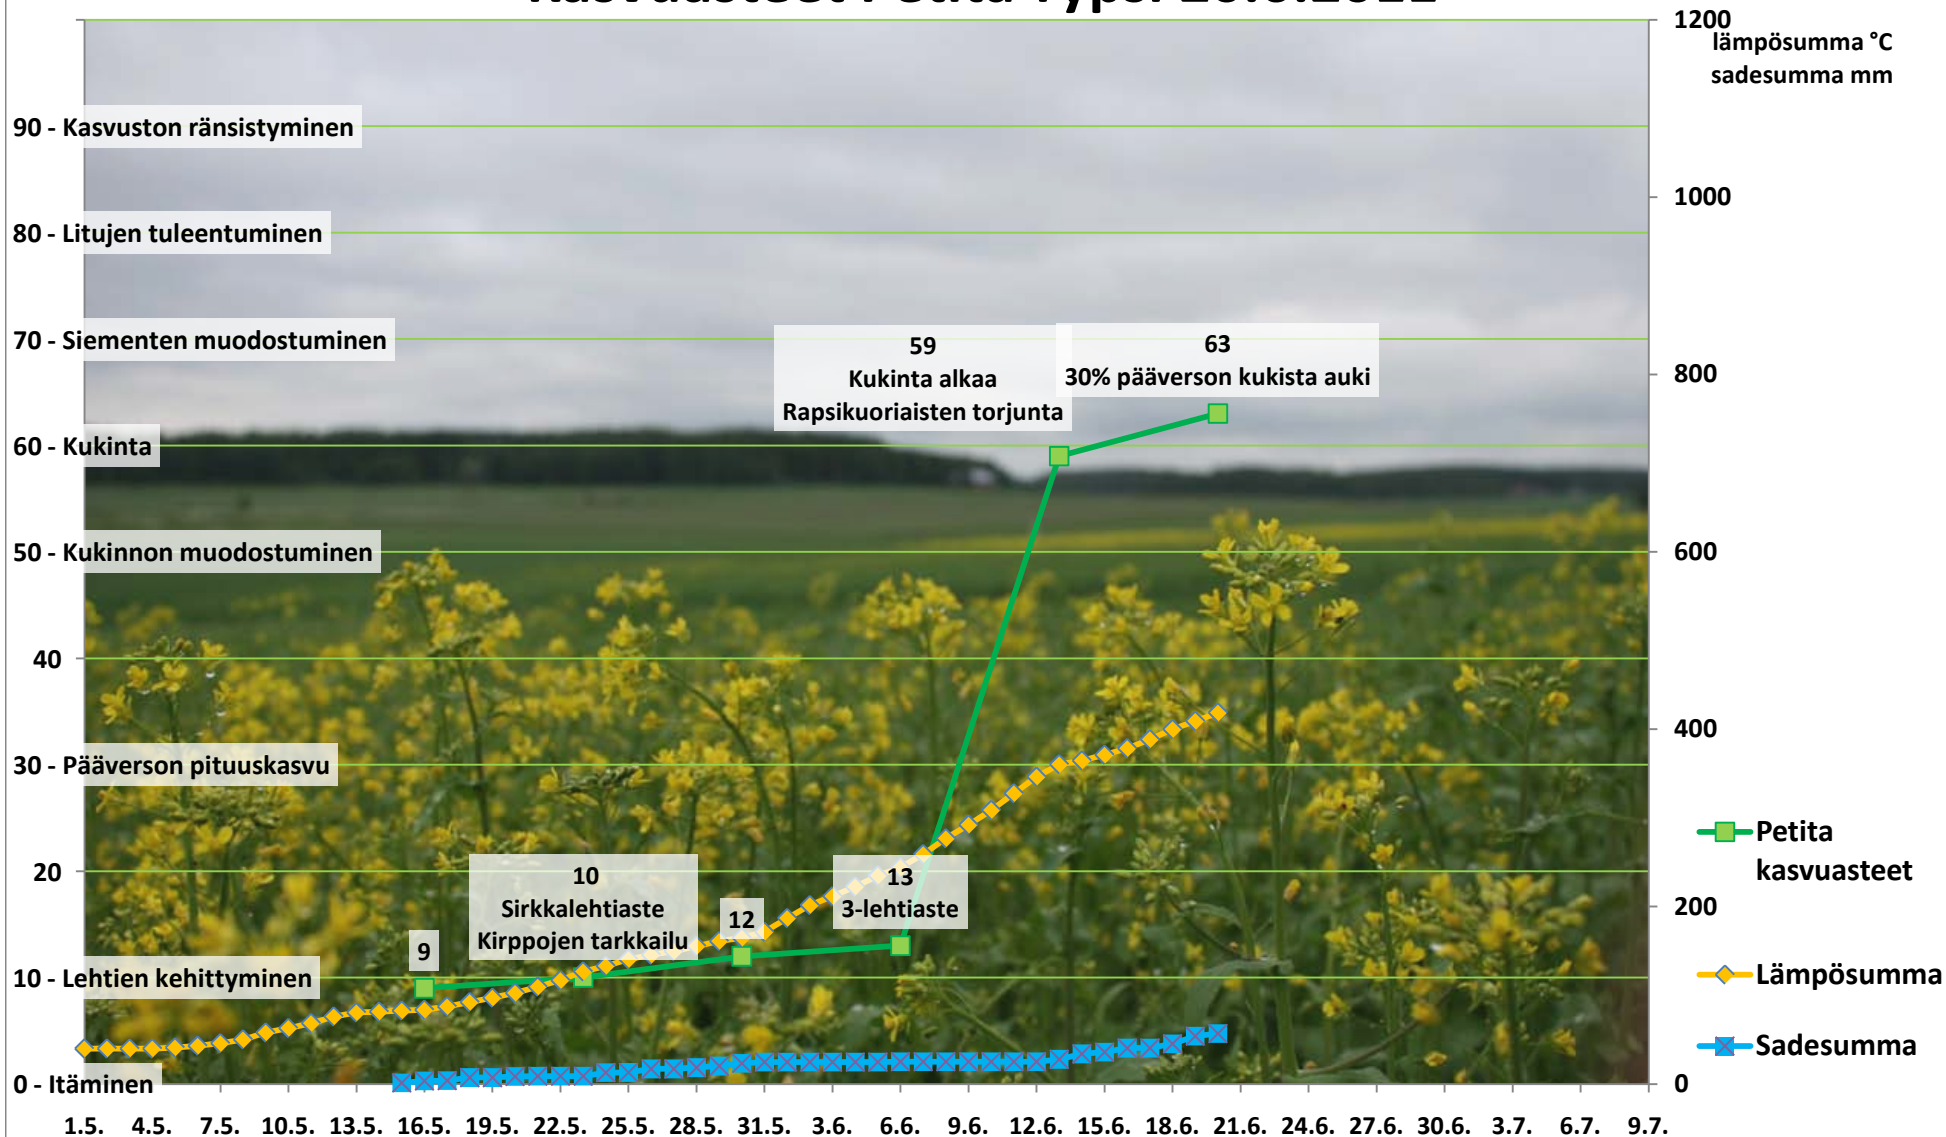 1200
lämpösumma °C
sadesumma mm
90 - Kasvuston ränsistyminen
1000
80 - Litujen tuleentuminen
70 - Siementen muodostuminen
59
Kukinta alkaa
Rapsikuoriaisten torjunta
63
30% pääverson kukista auki
800
60 - Kukinta
50 - Kukinnon muodostuminen
600
40
400
30 - Pääverson pituuskasvu
20
10
Sirkkalehtiaste
Kirppojen tarkkailu
12
13
3-lehtiaste
9
200
10 - Lehtien kehittyminen
0 - Itäminen
0
Petita
kasvuasteet
Lämpösumma
Sadesumma
1.5. 4.5. 7.5. 10.5. 13.5. 16.5. 19.5. 22.5. 25.5. 28.5. 31.5. 3.6. 6.6. 9.6. 12.6. 15.6. 18.6. 21.6. 24.6. 27.6. 30.6. 3.7. 6.7. 9.7.